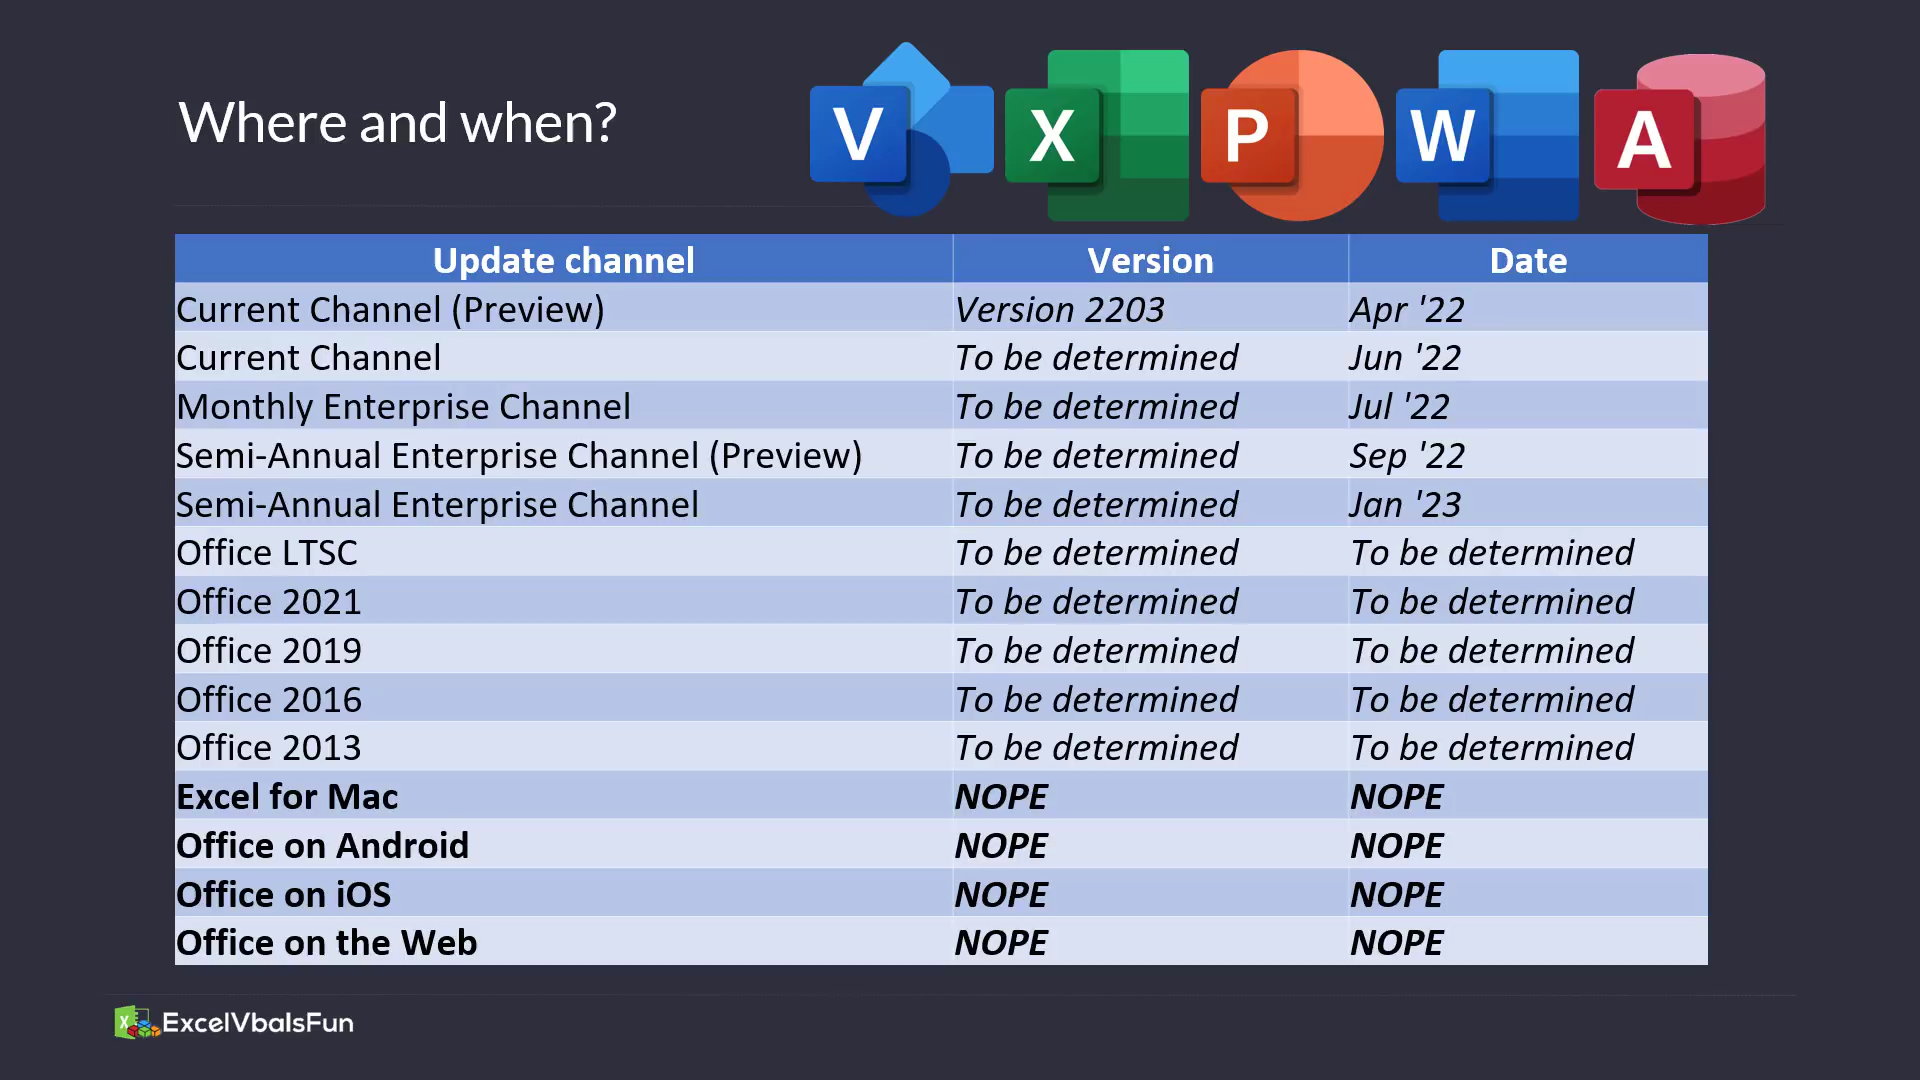 Where and when?
V X P W A
Update channel Version Date
Current Channel (Preview) Version 2203 Apr '22
Current Channel To be determined Jun '22
Monthly Enterprise Channel To be determined Jul '22
Semi-Annual Enterprise Channel (Preview) To be determined Sep '22
Semi-Annual Enterprise Channel To be determined Jan '23
Office LTSC To be determined To be determined
Office 2021 To be determined To be determined
Office 2019 To be determined To be determined
Office 2016 To be determined To be determined
Office 2013 To be determined To be determined
Excel for Mac NOPE NOPE
Office on Android NOPE NOPE
Office on iOS NOPE NOPE
Office on the Web NOPE NOPE
X ExcelVbaIsFun